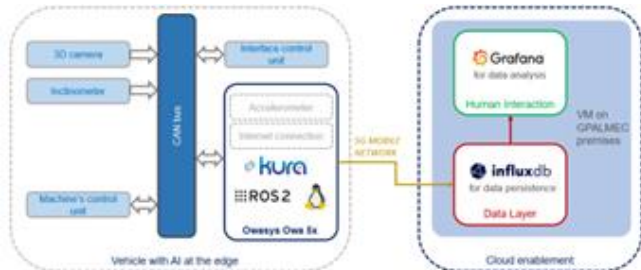 3D camera
Inclinometer
Machine's control
unit
CAN bus
Interface control
unit
Accelerometer
Internet connection
kura
ROS 2
Owasys Owa 5x
Vehicle with AI at the edge
5G MOBILE
NETWORK
Grafana
for data analysis
Human Interaction
VM on
GPALMEC
premises
influxdb
for data persistence
Data Layer
Cloud enablement